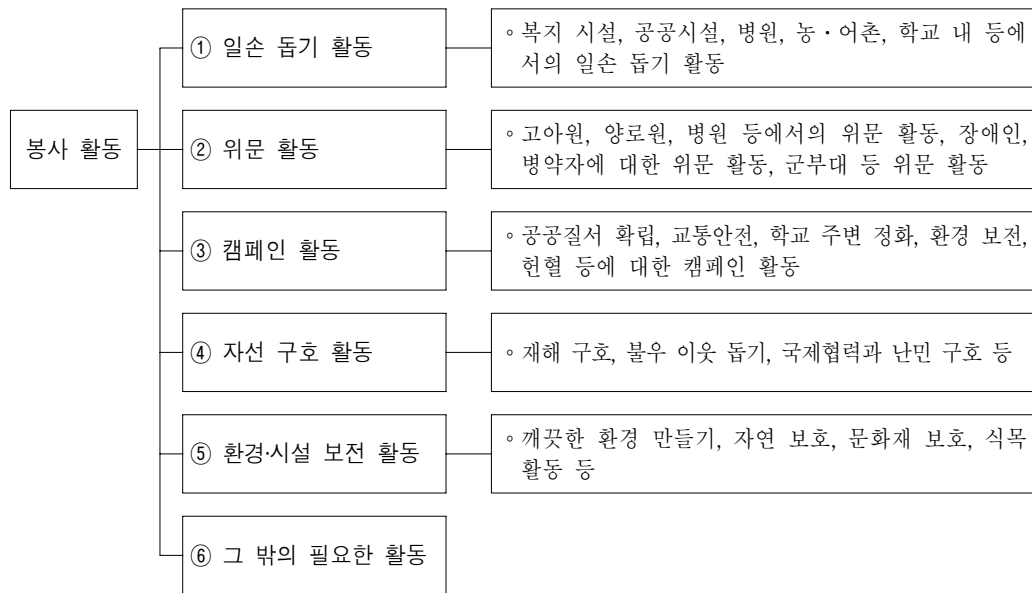 ① 일손 돕기 활동
◦복지 시설, 공공시설, 병원, 농·어촌, 학교 내 등에
서의 일손 돕기 활동
봉사 활동
② 위문 활동
◦고아원, 양로원, 병원 등에서의 위문 활동, 장애인,
병약자에 대한 위문 활동, 군부대 등 위문 활동
③ 캠페인 활동
◦공공질서 확립, 교통안전, 학교 주변 정화, 환경 보전,
헌혈 등에 대한 캠페인 활동
④ 자선 구호 활동
◦재해 구호, 불우 이웃 돕기, 국제협력과 난민 구호 등
⑤ 환경·시설 보전 활동
◦깨끗한 환경 만들기, 자연 보호, 문화재 보호, 식목
활동 등
⑥ 그 밖의 필요한 활동